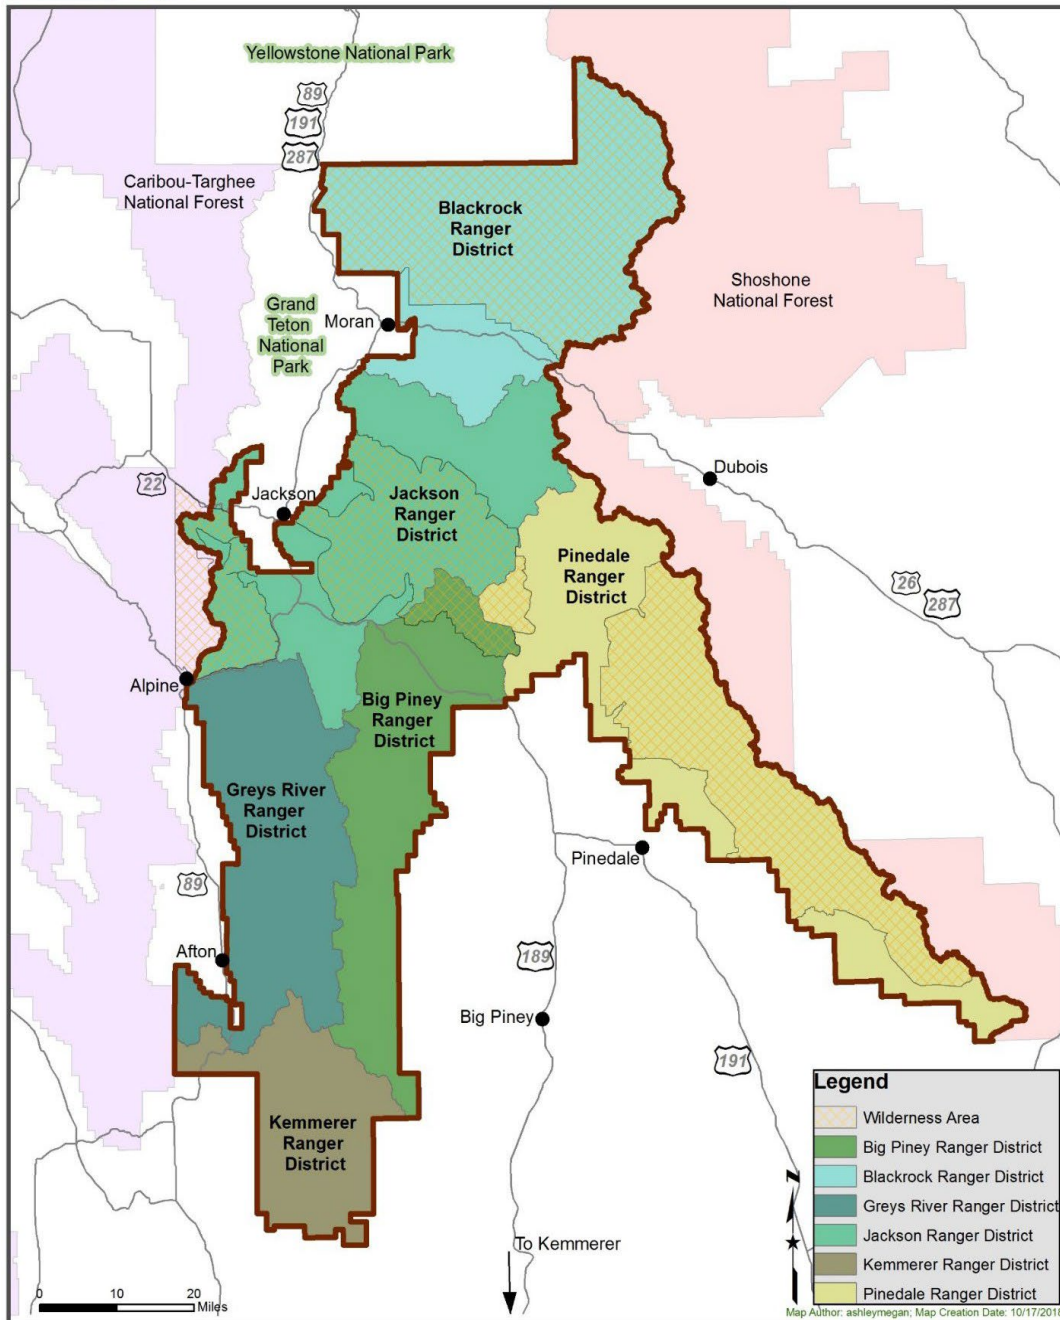 Yellowstone National Park
89
191
287
Caribou-Targhee
National Forest
Blackrock
Ranger
District
Shoshone
National Forest
Grand
Teton
National
Park
Moran
Dubois
22
Jackson
Jackson
Ranger
District
Pinedale
Ranger
District
26
287
Alpine
Big Piney
Ranger
District
Greys River
Ranger
District
Pinedale
89
Afton
189
Big Piney
191
Kemmerer
Ranger
District
To Kemmerer
Legend
Wilderness Area
Big Piney Ranger District
Blackrock Ranger District
Greys River Ranger District
Jackson Ranger District
Kemmerer Ranger District
Pinedale Ranger District
N
0 10 20
Miles
Map Author: ashleymegan; Map Creation Date: 10/17/2018